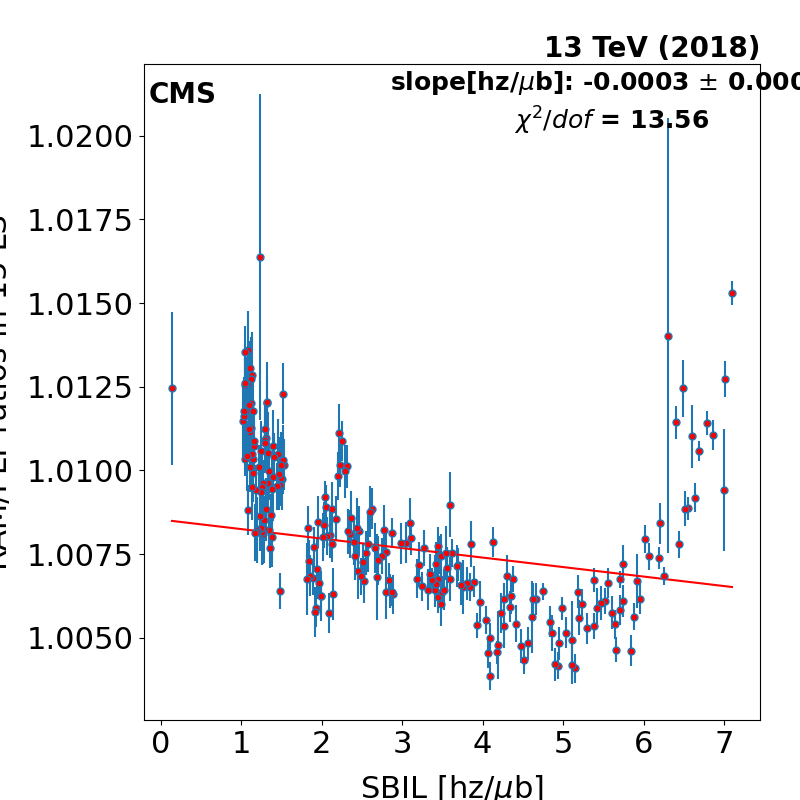 13 TeV (2018)
CMS
slope[hz/μb]: -0.0003 ± 0.000
χ²/dof = 13.56
1.0200
1.0175
1.0150
1.0125
1.0100
1.0075
1.0050
0 1 2 3 4 5 6 7
SBIL [hz/μb]